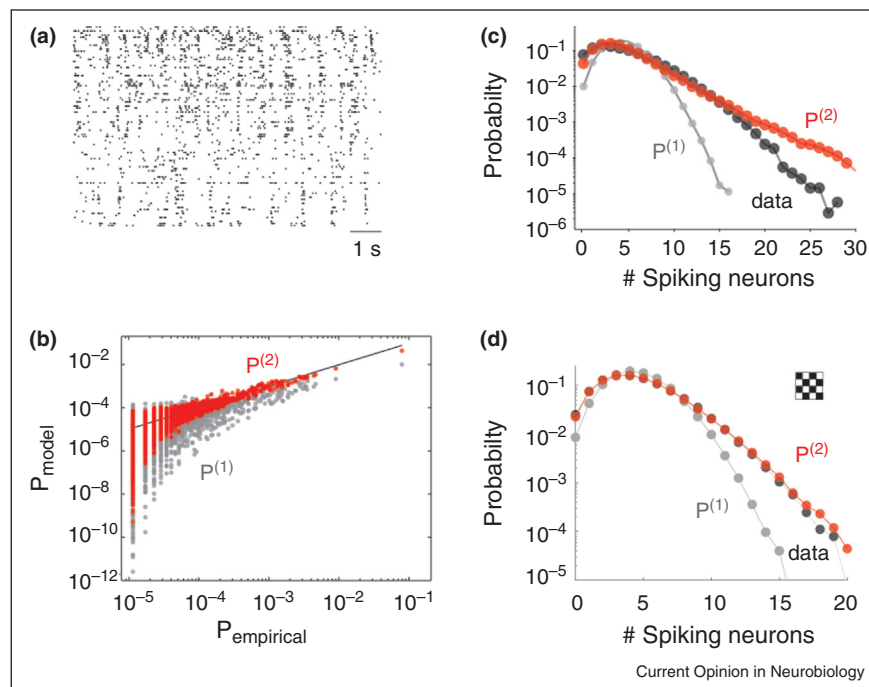 (a)
1 s
(b)
10⁻²
10⁻⁴
10⁻⁶
10⁻⁸
10⁻¹⁰
10⁻¹²
P_model
P⁽²⁾
P⁽¹⁾
10⁻⁵ 10⁻⁴ 10⁻³ 10⁻² 10⁻¹
P_empirical
(c)
10⁻¹
10⁻²
10⁻³
10⁻⁴
10⁻⁵
10⁻⁶
Probabilty
P⁽²⁾
P⁽¹⁾
data
0 5 10 15 20 25 30
# Spiking neurons
(d)
10⁻¹
10⁻²
10⁻³
10⁻⁴
10⁻⁵
Probabilty
P⁽²⁾
P⁽¹⁾
data
0 5 10 15 20
# Spiking neurons
Current Opinion in Neurobiology